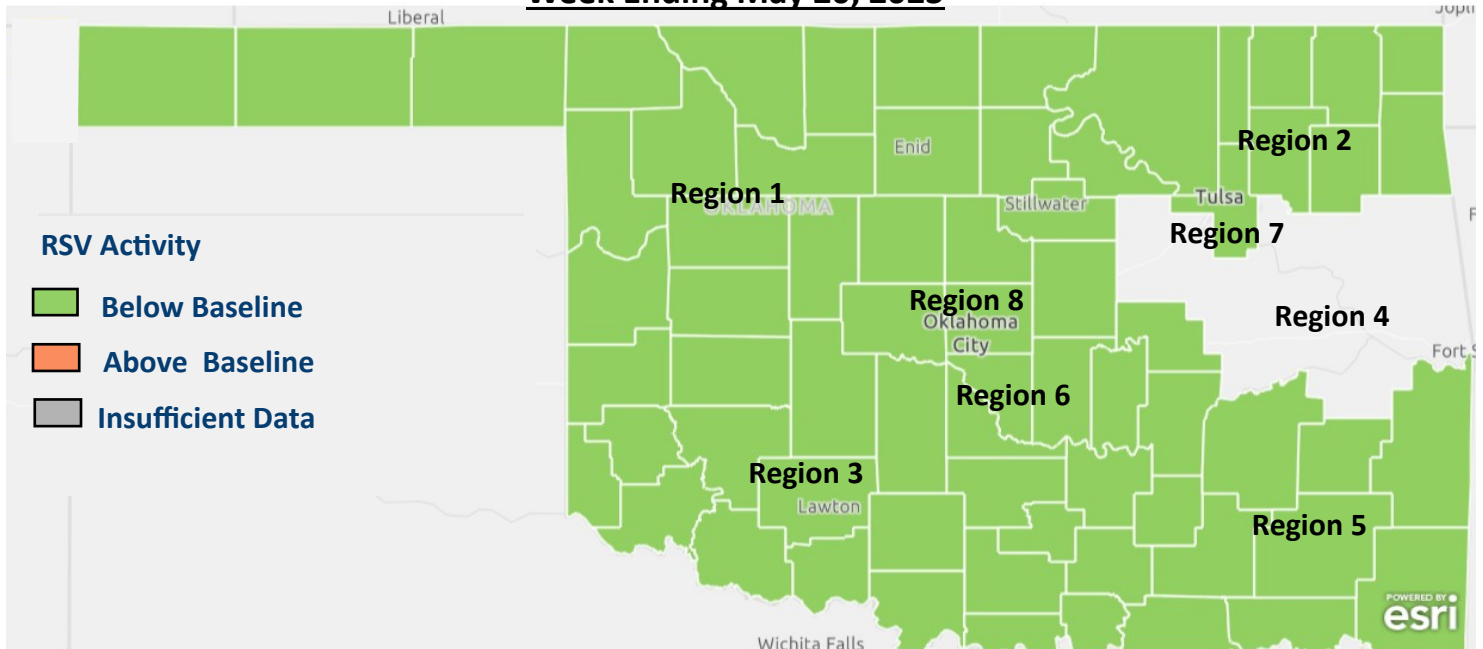 Liberal
Region 2
Enid
Region 1
OKLAHOMA
Stillwater
Tulsa
Region 7
RSV Activity
Below Baseline
Above Baseline
Insufficient Data
Region 8
Oklahoma
City
Region 4
Region 6
Region 3
Lawton
Region 5
POWERED BY
esri
Wichita Falls